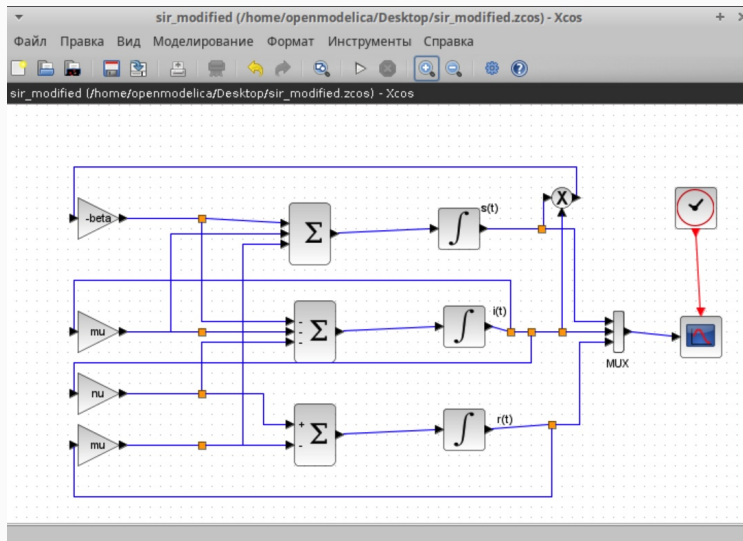 sir_modified (/home/openmodelica/Desktop/sir_modified.zcos) - Xcos
Файл Правка Вид Моделирование Формат Инструменты Справка
sir_modified (/home/openmodelica/Desktop/sir_modified.zcos) - Xcos
-beta
Σ
∫
s(t)
X
mu
- - -
Σ
∫
i(t)
MUX
nu
+ -
Σ
∫
r(t)
mu